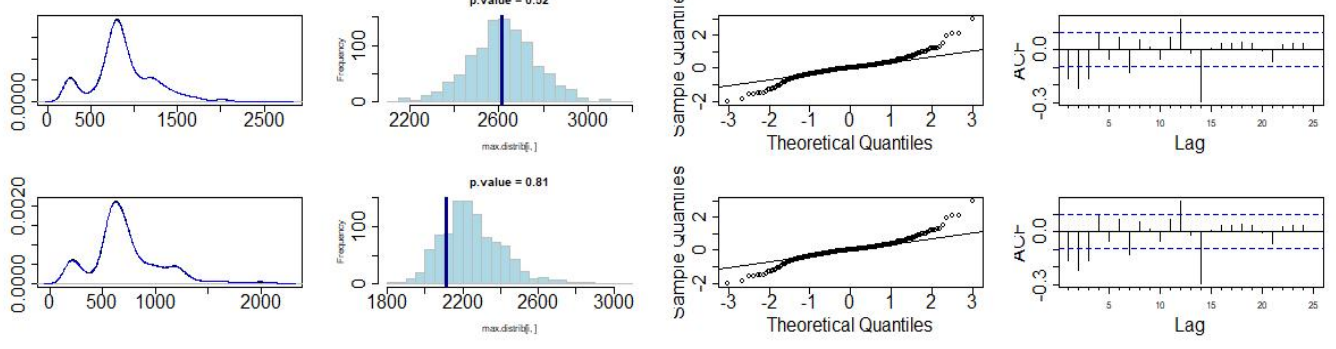 p.value = 0.52
0.0000
0 500 1500 2500
Frequency
0 100
2200 2600 3000
max.distrib[i, ]
Sample Quantiles
-2 0 2
-3 -2 -1 0 1 2 3
Theoretical Quantiles
ACF
-0.3 0.0
5 10 15 20 25
Lag
p.value = 0.81
0.0000 0.0020
0 500 1000 2000
Frequency
0 100
1800 2200 2600 3000
max.distrib[i, ]
Sample Quantiles
-2 0 2
-3 -2 -1 0 1 2 3
Theoretical Quantiles
ACF
-0.3 0.0
5 10 15 20 25
Lag